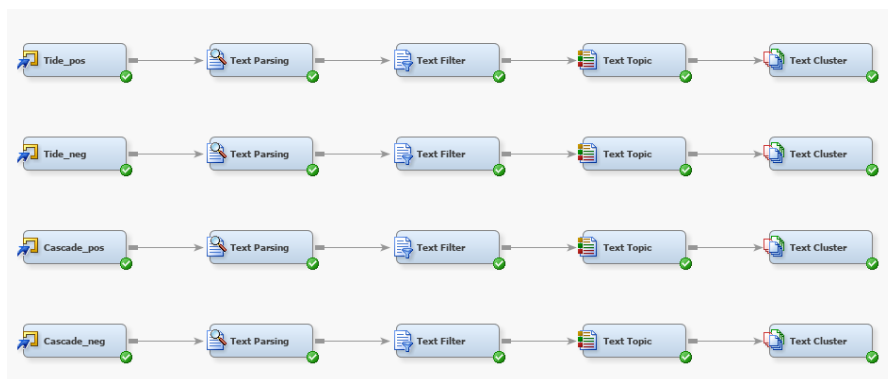 Tide_pos Text Parsing Text Filter Text Topic Text Cluster
Tide_neg Text Parsing Text Filter Text Topic Text Cluster
Cascade_pos Text Parsing Text Filter Text Topic Text Cluster
Cascade_neg Text Parsing Text Filter Text Topic Text Cluster